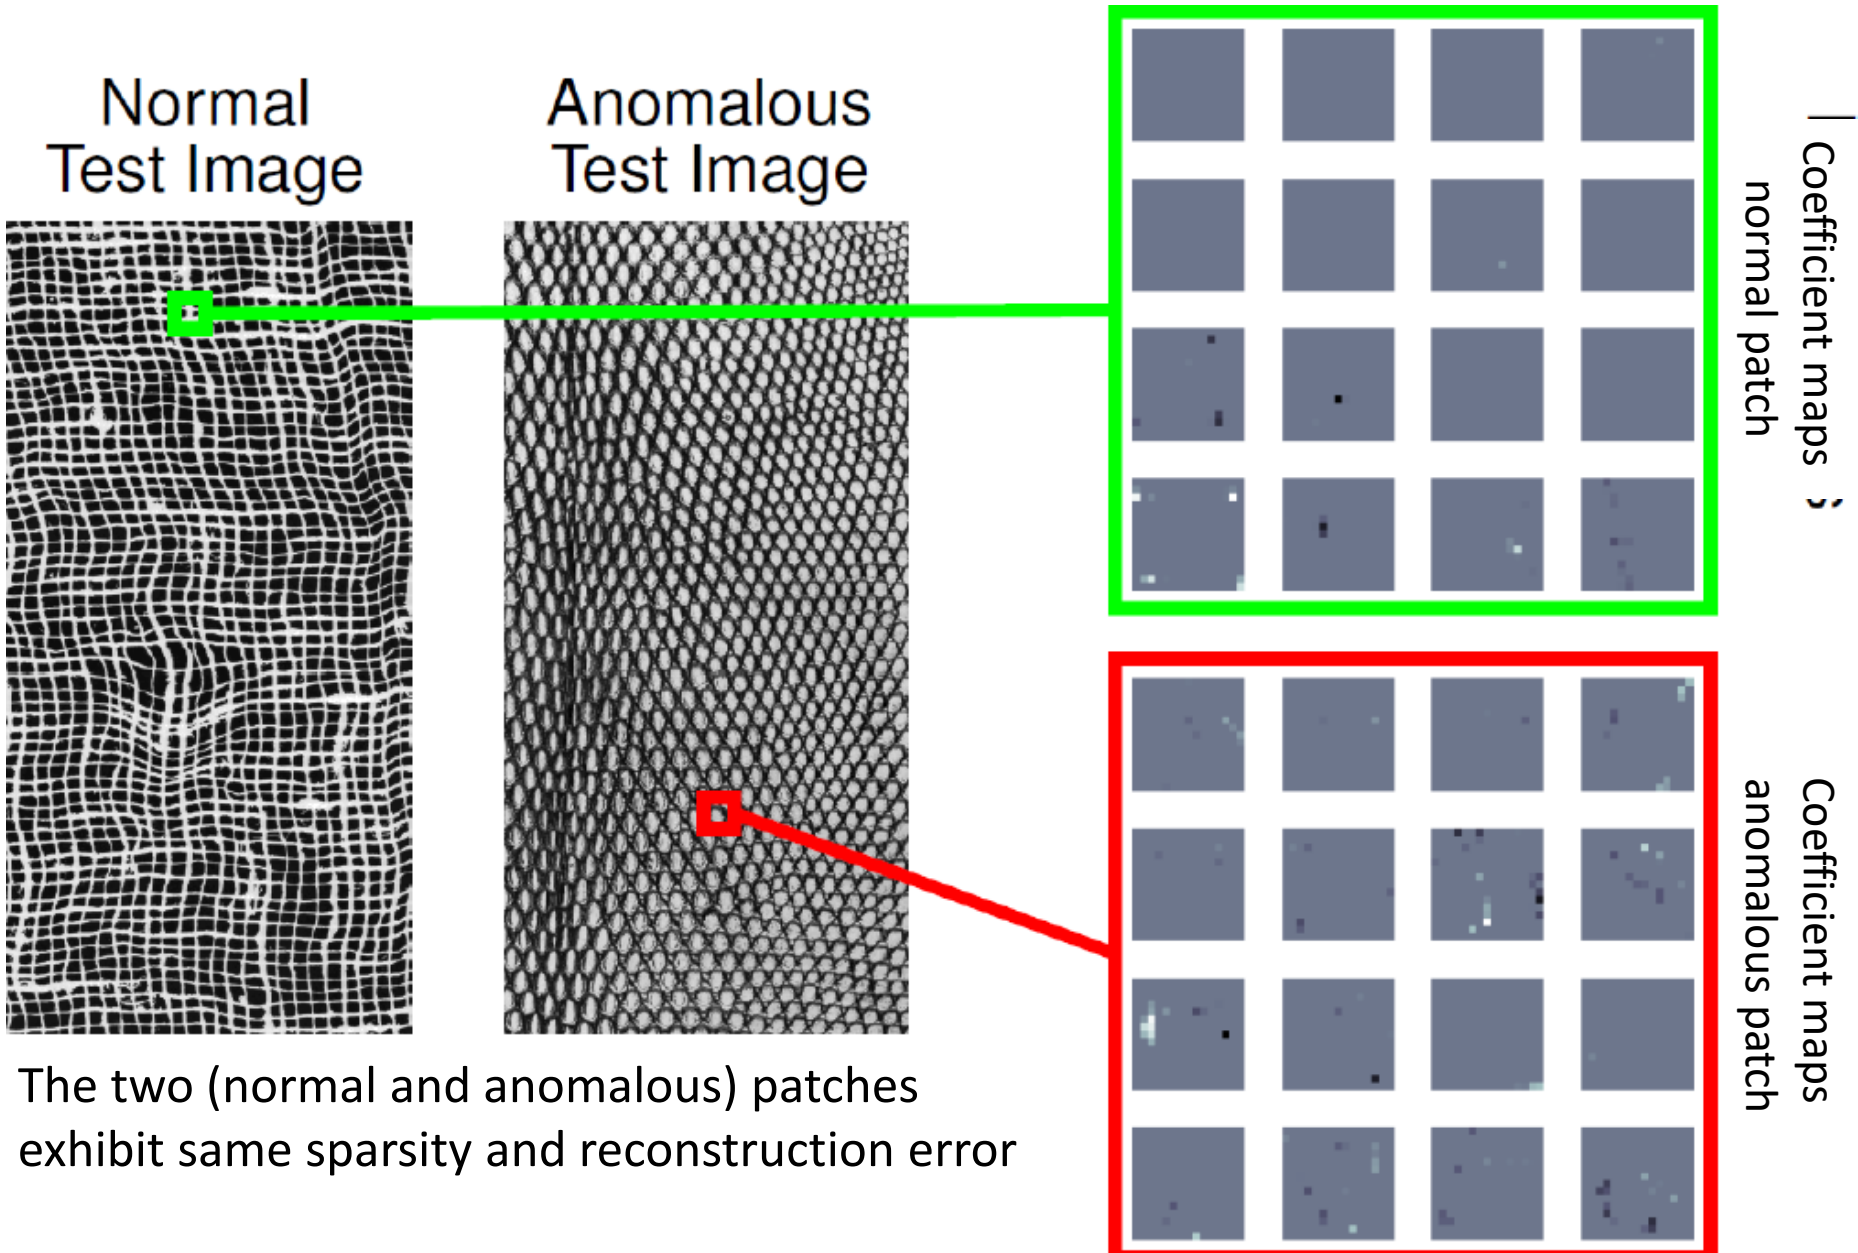 Normal
Test Image
Anomalous
Test Image
Coefficient maps
normal patch
Coefficient maps
anomalous patch
The two (normal and anomalous) patches
exhibit same sparsity and reconstruction error